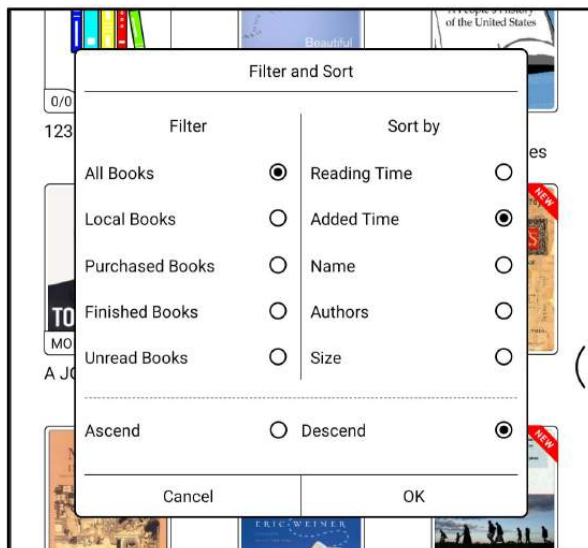 A People's History
of the United States
Beautiful
0/0
123
es
Filter and Sort
Filter
Sort by
All Books
Reading Time
Local Books
Added Time
Purchased Books
Name
Finished Books
Authors
Unread Books
Size
Ascend
Descend
Cancel
OK
NEW
TO
MO
A JO
NEW
ERIC WEINER